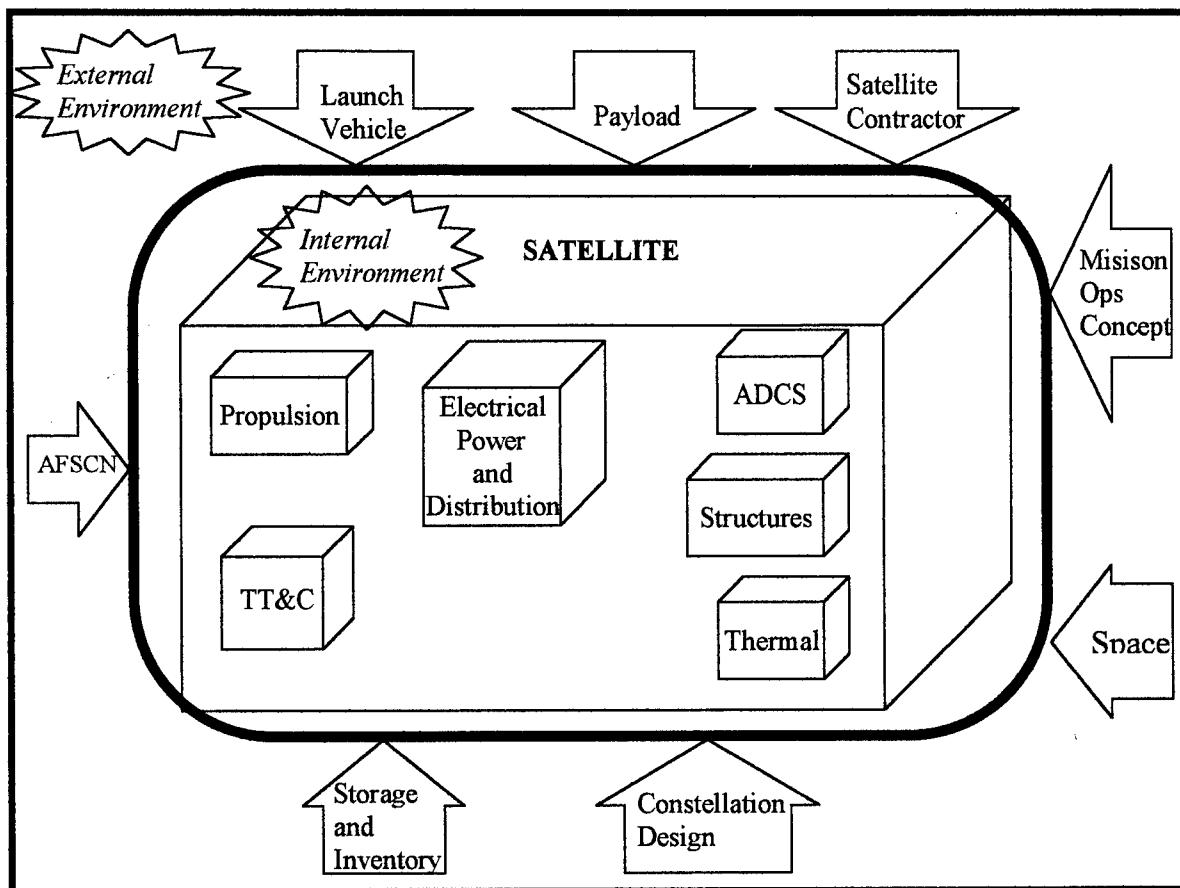 External
Environment
Launch
Vehicle
Payload
Satellite
Contractor
Internal
Environment
SATELLITE
Misison
Ops
Concept
Propulsion
Electrical
Power
and
Distribution
ADCS
AFSCN
Structures
TT&C
Thermal
Space
Storage
and
Inventory
Constellation
Design